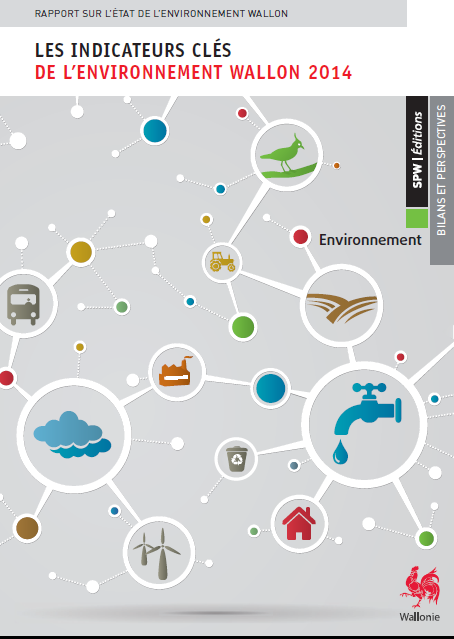 RAPPORT SUR L'ÉTAT DE L'ENVIRONNEMENT WALLON
LES INDICATEURS CLÉS
DE L'ENVIRONNEMENT WALLON 2014
SPW | Éditions
BILANS ET PERSPECTIVES
Environnement
Wallonie